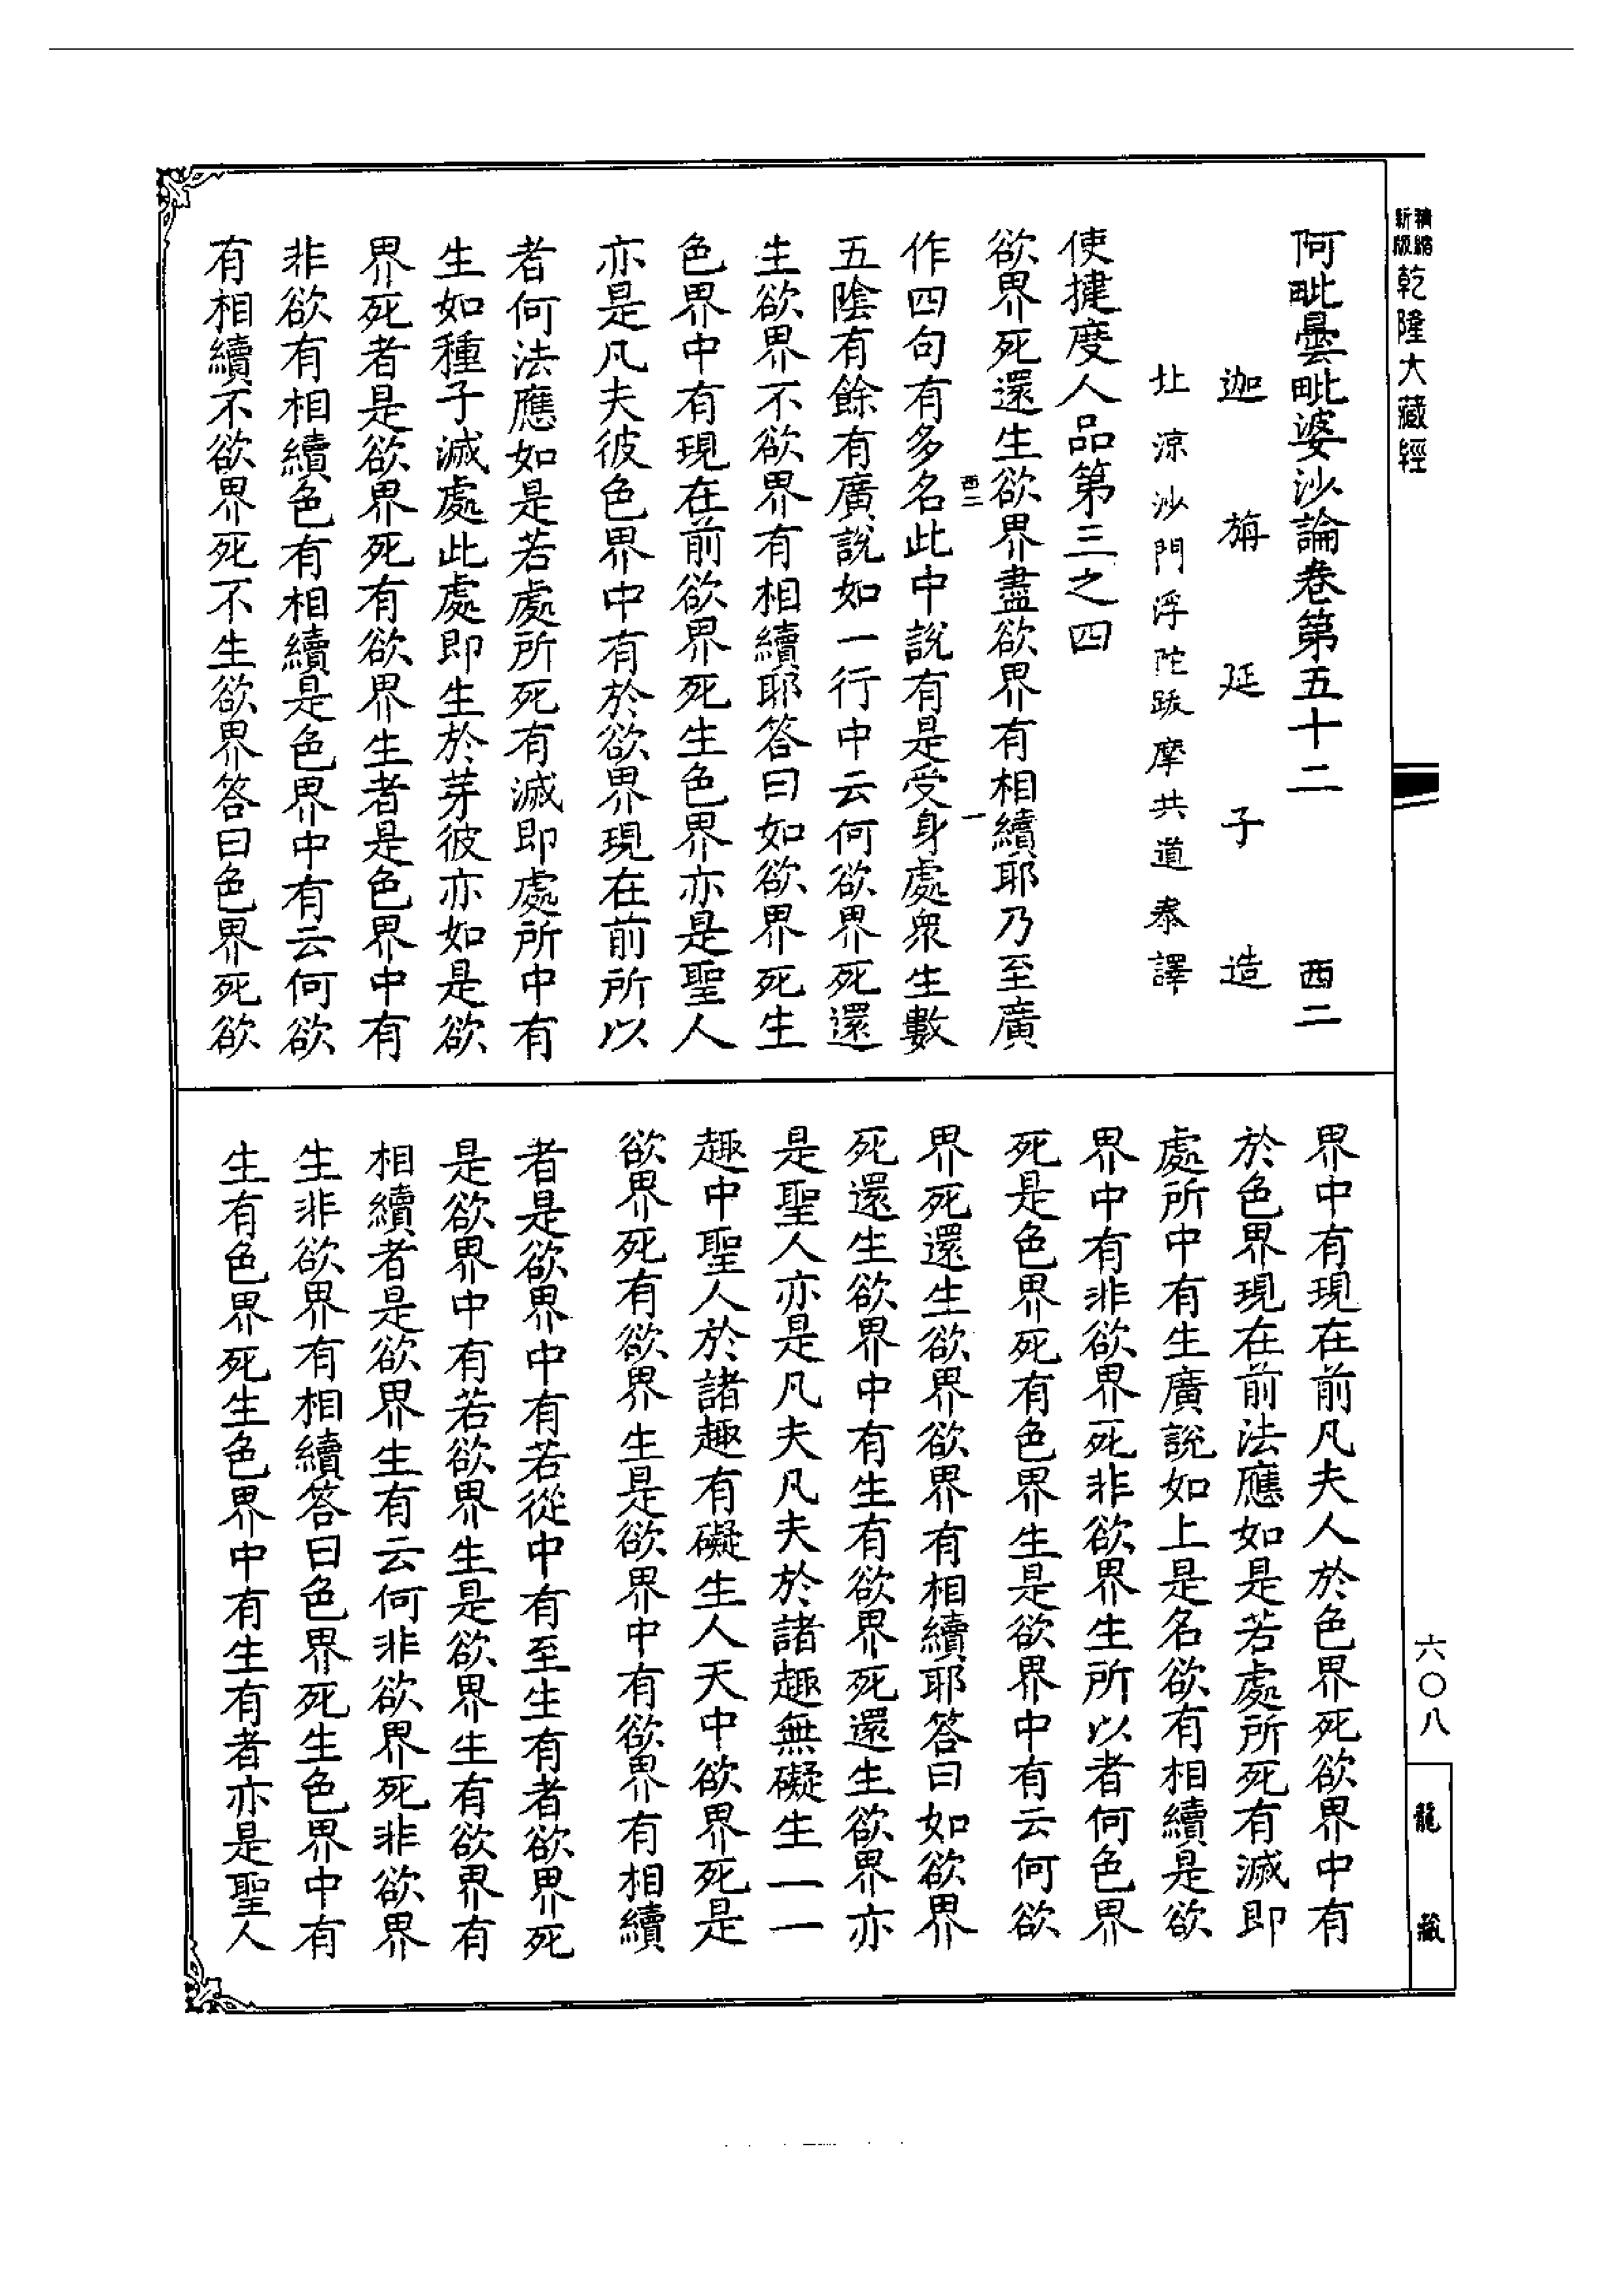 精縮
新版
乾隆大藏經
阿毗曇毗婆沙論卷第五十二　西二
迦旃延子造
北涼沙門浮陀跋摩共道泰譯
使揵度人品第三之四
欲界死還生欲界盡欲界有相續耶乃至廣
西二　一
作四句有多名此中說有是受身處眾生數
五陰有餘有廣說如一行中云何欲界死還
生欲界不欲界有相續耶答曰如欲界死生
色界中有現在前欲界死生色界亦是聖人
亦是凡夫彼色界中有於欲界現在前所以
者何法應如是若處所死有滅即處所中有
生如種子滅處此處即生於芽彼亦如是欲
界死者是欲界死有欲界生者是色界中有
非欲有相續色有相續是色界中有云何欲
有相續不欲界死不生欲界答曰色界死欲
界中有現在前凡夫人於色界死欲界中有
於色界現在前法應如是若處所死有滅即
處所中有生廣說如上是名欲有相續是欲
界中有非欲界死非欲界生所以者何色界
死是色界死有色界生是欲界中有云何欲
界死還生欲界欲界有相續耶答曰如欲界
死還生欲界中有生有欲界死還生欲界亦
是聖人亦是凡夫凡夫於諸趣無礙生一一
趣中聖人於諸趣有礙生人天中欲界死是
欲界死有欲界生是欲界中有欲界有相續
者是欲界中有若從中有至生有者欲界死
是欲界中有若欲界生是欲界生有欲界有
相續者是欲界生有云何非欲界死非欲界
生非欲界有相續答曰色界死生色界中有
生有色界死生色界中有生有者亦是聖人
六〇八
龍藏